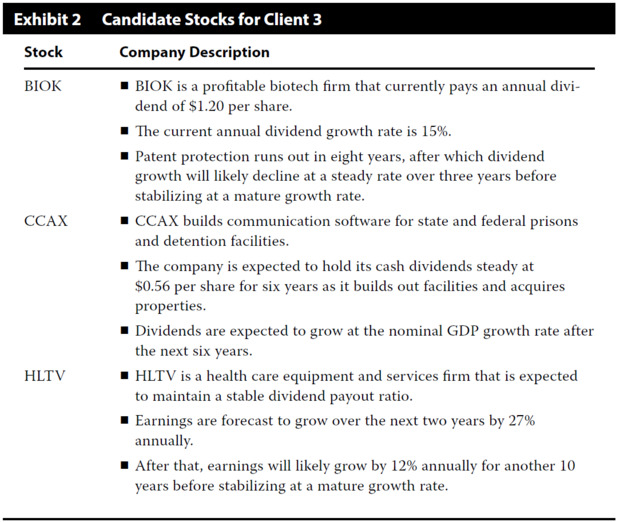 Exhibit 2 Candidate Stocks for Client 3
Stock Company Description
BIOK ■ BIOK is a profitable biotech firm that currently pays an annual divi-
dend of $1.20 per share.
■ The current annual dividend growth rate is 15%.
■ Patent protection runs out in eight years, after which dividend
growth will likely decline at a steady rate over three years before
stabilizing at a mature growth rate.
CCAX ■ CCAX builds communication software for state and federal prisons
and detention facilities.
■ The company is expected to hold its cash dividends steady at
$0.56 per share for six years as it builds out facilities and acquires
properties.
■ Dividends are expected to grow at the nominal GDP growth rate after
the next six years.
HLTV ■ HLTV is a health care equipment and services firm that is expected
to maintain a stable dividend payout ratio.
■ Earnings are forecast to grow over the next two years by 27%
annually.
■ After that, earnings will likely grow by 12% annually for another 10
years before stabilizing at a mature growth rate.